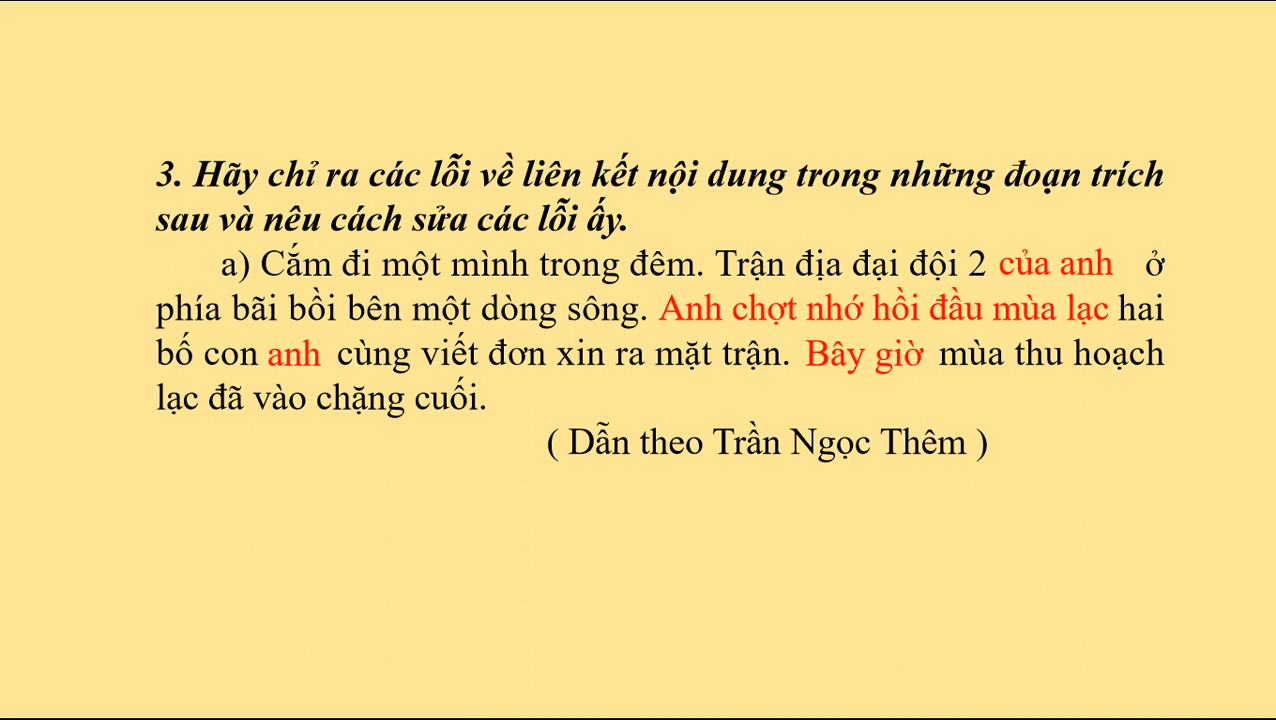 3. Hãy chỉ ra các lỗi về liên kết nội dung trong những đoạn trích
sau và nêu cách sửa các lỗi ấy.
a) Cắm đi một mình trong đêm. Trận địa đại đội 2 của anh ở
phía bãi bồi bên một dòng sông. Anh chợt nhớ hồi đầu mùa lạc hai
bố con anh cùng viết đơn xin ra mặt trận. Bây giờ mùa thu hoạch
lạc đã vào chặng cuối.
( Dẫn theo Trần Ngọc Thêm )